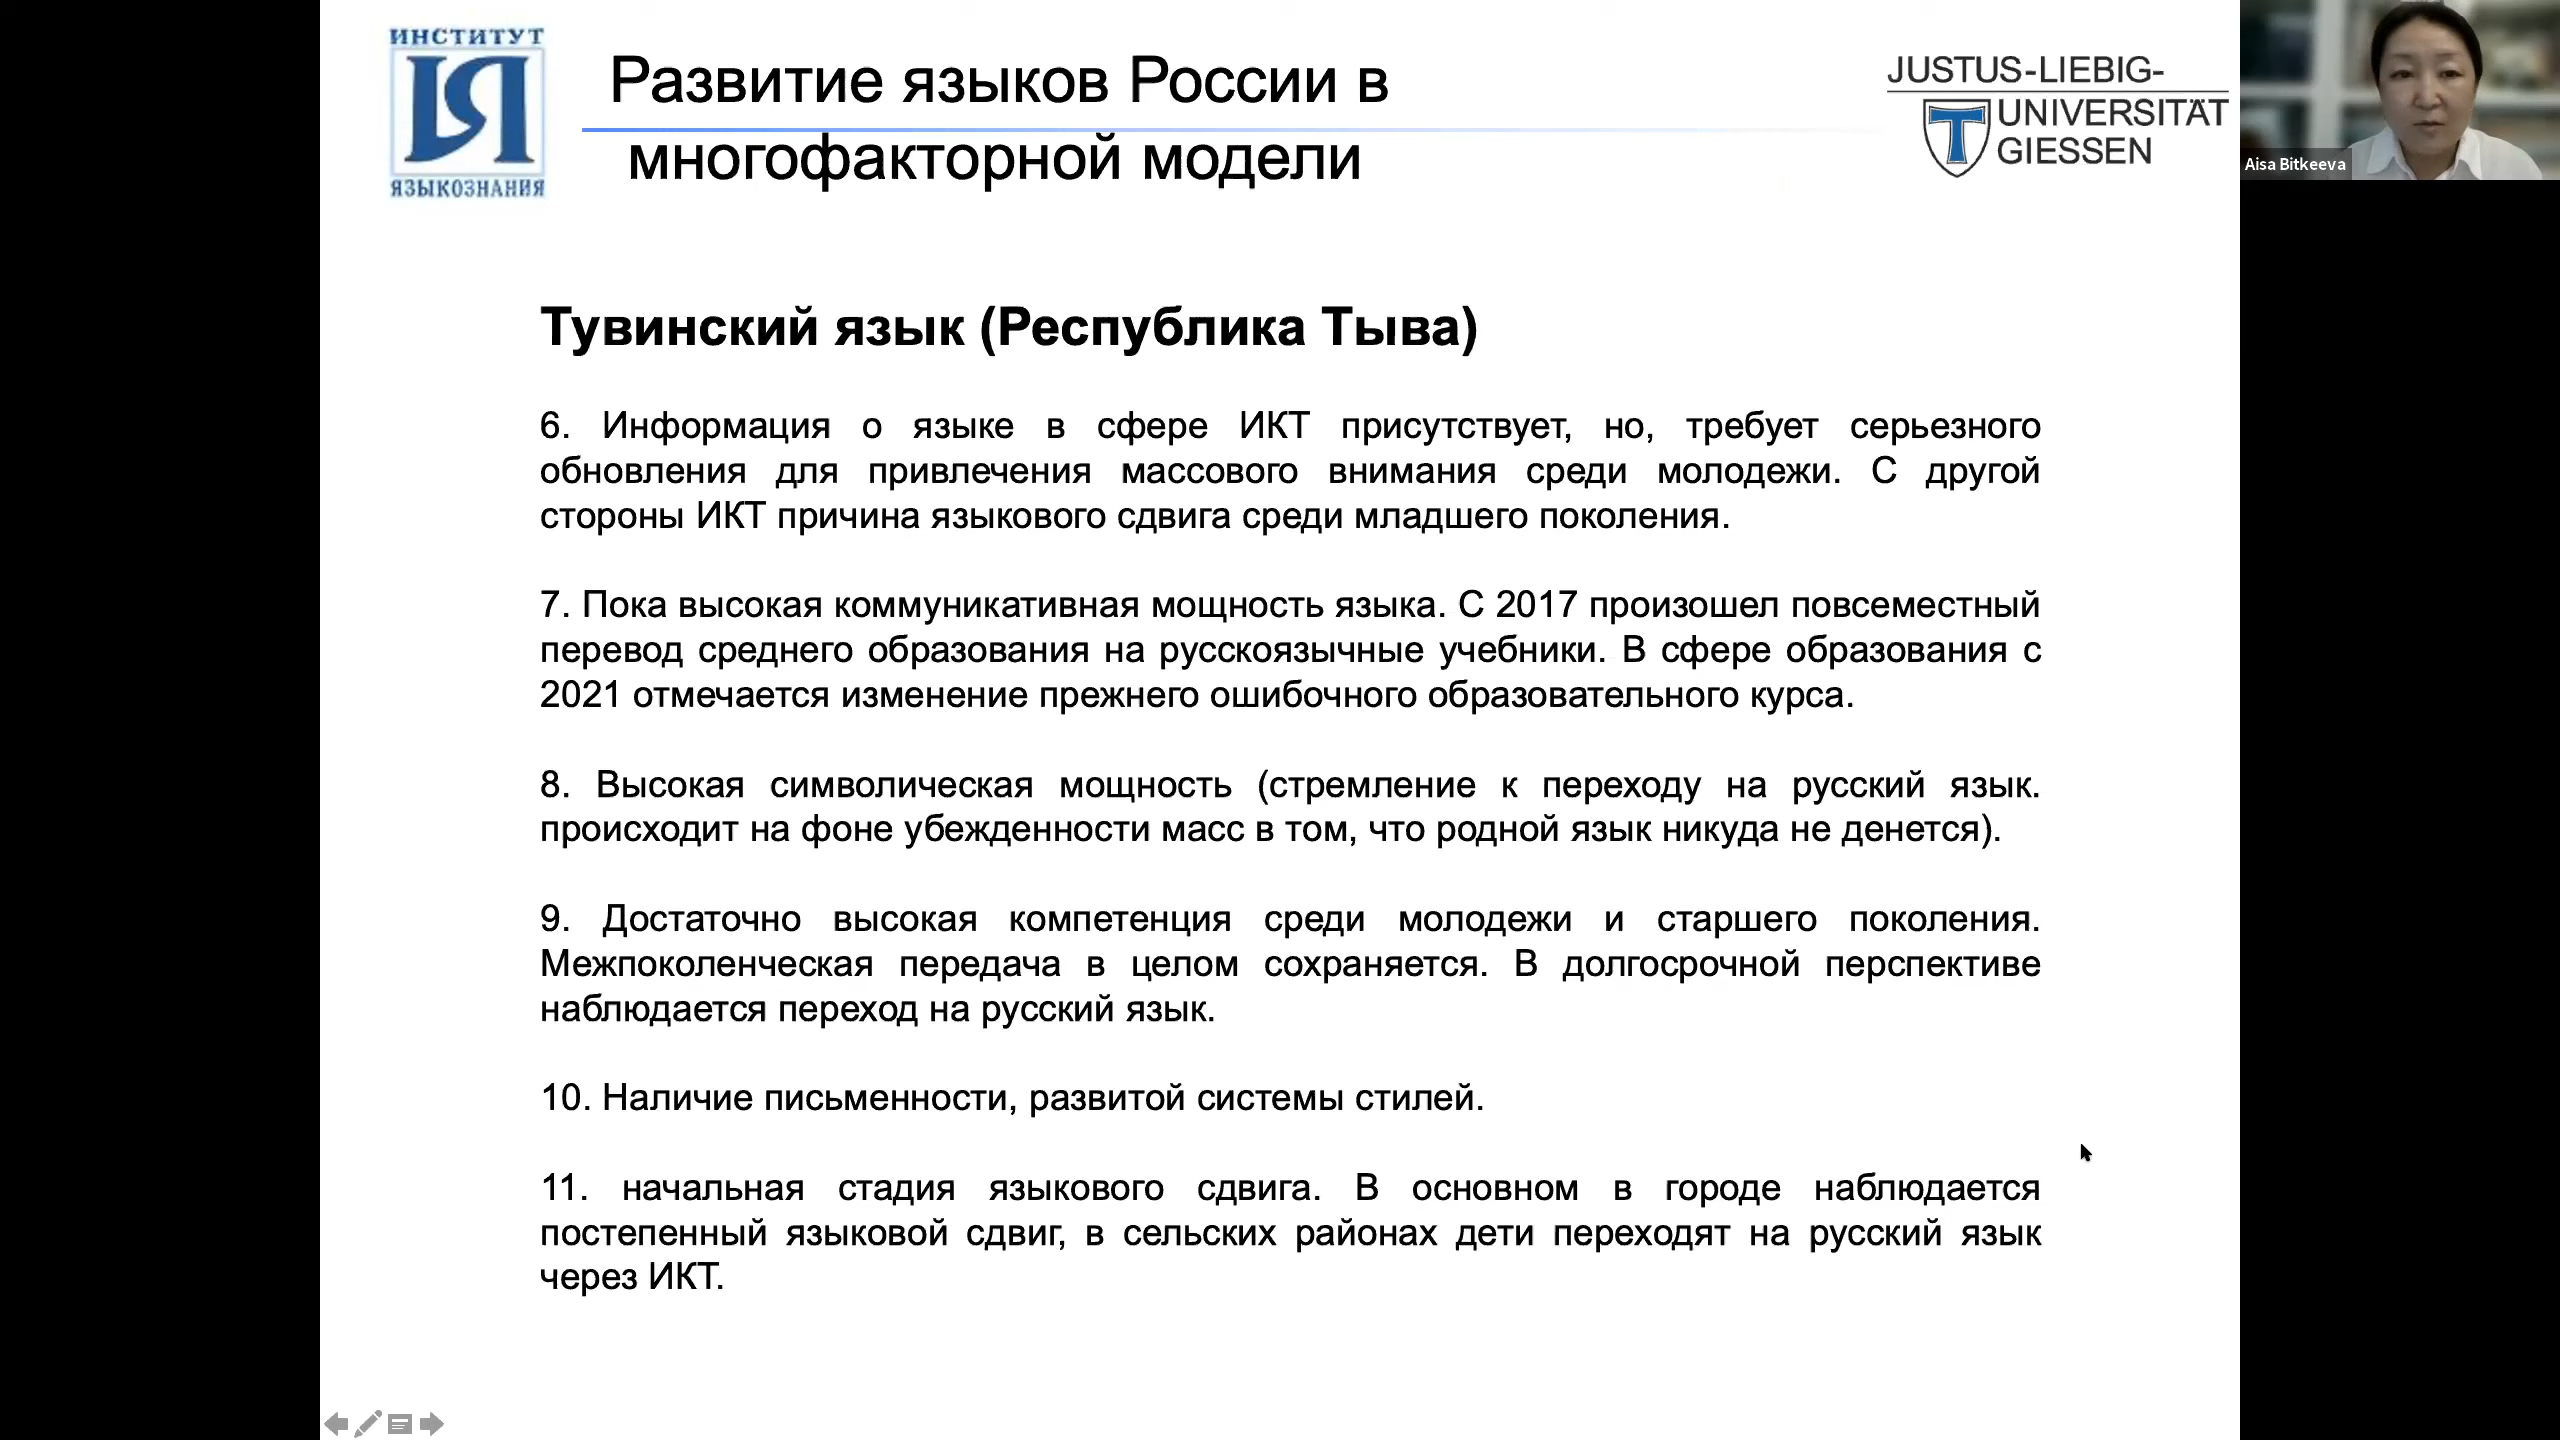 ИНСТИТУТ
ЯЗЫКОЗНАНИЯ
Развитие языков России в
многофакторной модели
JUSTUS-LIEBIG-
UNIVERSITÄT
GIESSEN
Aisa Bitkeeva
Тувинский язык (Республика Тыва)
6. Информация о языке в сфере ИКТ присутствует, но, требует серьезного
обновления для привлечения массового внимания среди молодежи. С другой
стороны ИКТ причина языкового сдвига среди младшего поколения.
7. Пока высокая коммуникативная мощность языка. С 2017 произошел повсеместный
перевод среднего образования на русскоязычные учебники. В сфере образования с
2021 отмечается изменение прежнего ошибочного образовательного курса.
8. Высокая символическая мощность (стремление к переходу на русский язык.
происходит на фоне убежденности масс в том, что родной язык никуда не денется).
9. Достаточно высокая компетенция среди молодежи и старшего поколения.
Межпоколенческая передача в целом сохраняется. В долгосрочной перспективе
наблюдается переход на русский язык.
10. Наличие письменности, развитой системы стилей.
11. начальная стадия языкового сдвига. В основном в городе наблюдается
постепенный языковой сдвиг, в сельских районах дети переходят на русский язык
через ИКТ.